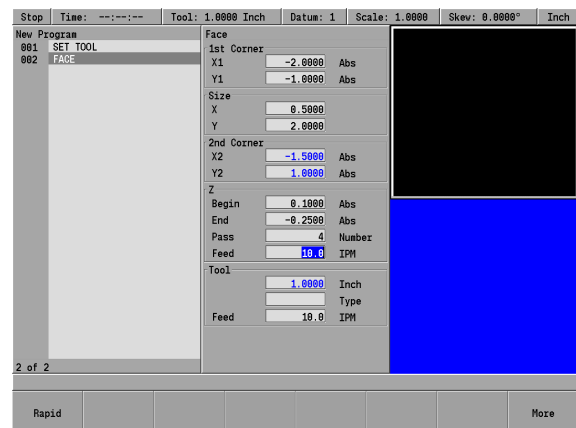 Stop Time: --:--:-- Tool: 1.0000 Inch Datum: 1 Scale: 1.0000 Skew: 0.0000° Inch
New Program
001 SET TOOL
002 FACE
2 of 2
Face
1st Corner
X1 -2.0000 Abs
Y1 -1.0000 Abs
Size
X 0.5000
Y 2.0000
2nd Corner
X2 -1.5000 Abs
Y2 1.0000 Abs
Z
Begin 0.1000 Abs
End -0.2500 Abs
Pass 4 Number
Feed 10.0 IPM
Tool
1.0000 Inch
Type
Feed 10.0 IPM
Rapid More